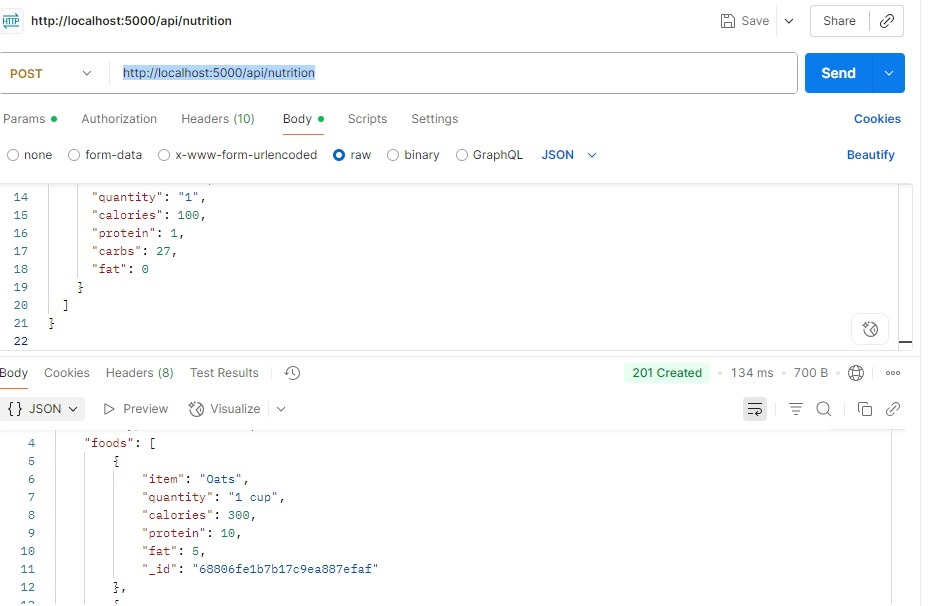 HTTP http://localhost:5000/api/nutrition Save Share
POST http://localhost:5000/api/nutrition Send
Params Authorization Headers (10) Body Scripts Settings Cookies
none form-data x-www-form-urlencoded raw binary GraphQL JSON Beautify
14 "quantity": "1",
15 "calories": 100,
16 "protein": 1,
17 "carbs": 27,
18 "fat": 0
19 }
20 ]
21 }
22
Body Cookies Headers (8) Test Results 201 Created 134 ms 700 B
{} JSON Preview Visualize
4 "foods": [
5 {
6 "item": "Oats",
7 "quantity": "1 cup",
8 "calories": 300,
9 "protein": 10,
10 "fat": 5,
11 "_id": "68806fe1b7b17c9ea887efaf"
12 },